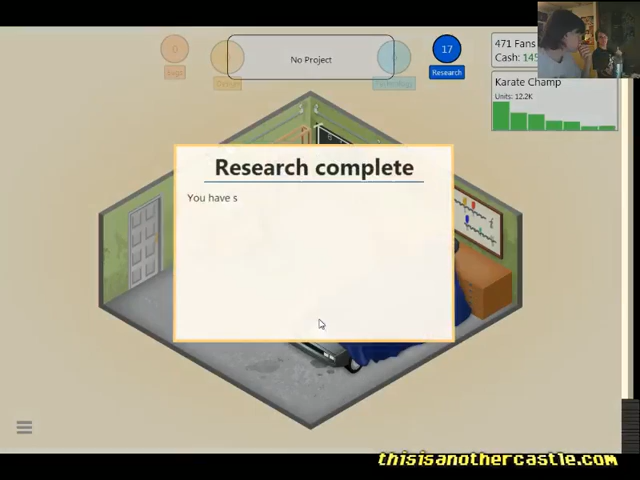 0
No Project
17
Research
471 Fans
Cash: 145
Karate Champ
Units: 12.2K
Research complete
You have s
thisisanothercastle.com